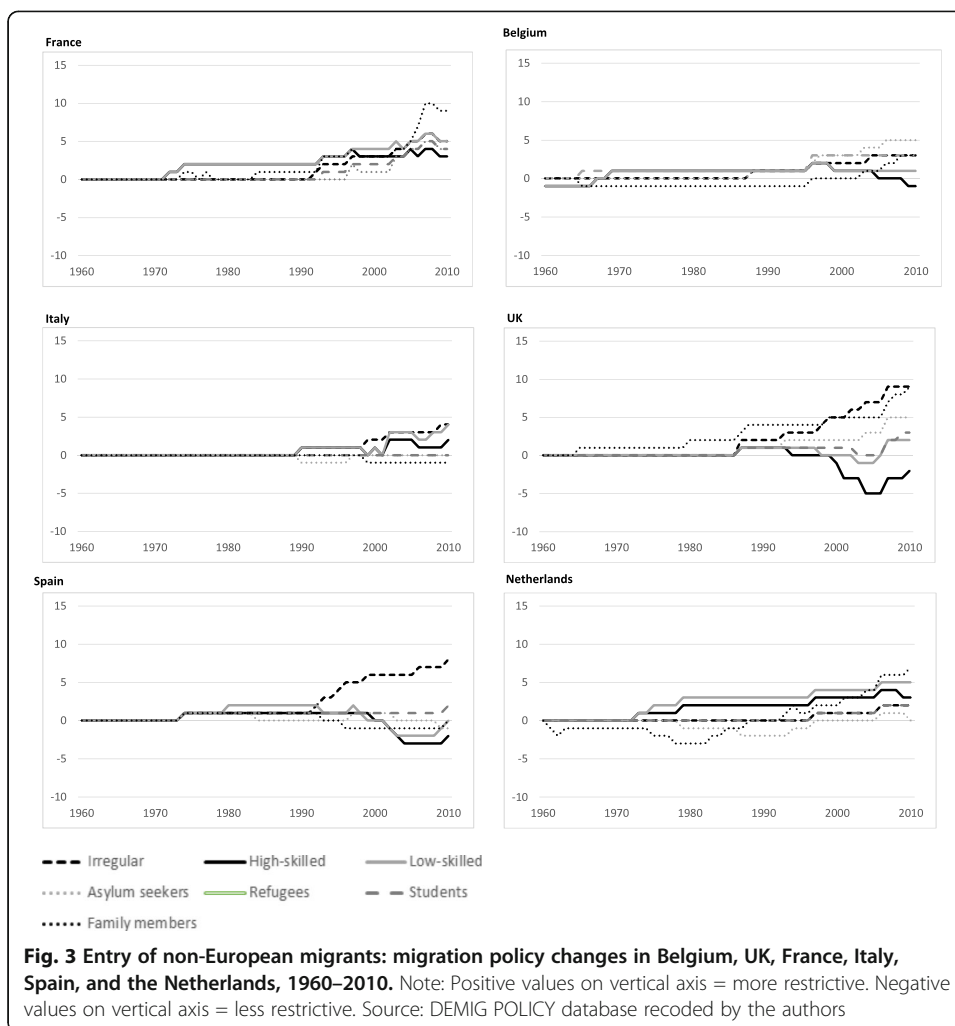 France
15
10
5
0
-5
-10
1960 1970 1980 1990 2000 2010
Belgium
15
10
5
0
-5
-10
1960 1970 1980 1990 2000 2010
Italy
15
10
5
0
-5
-10
1960 1970 1980 1990 2000 2010
UK
15
10
5
0
-5
-10
1960 1970 1980 1990 2000 2010
Spain
15
10
5
0
-5
-10
1960 1970 1980 1990 2000 2010
Netherlands
15
10
5
0
-5
-10
1960 1970 1980 1990 2000 2010
Irregular High-skilled Low-skilled
Asylum seekers Refugees Students
Family members
Fig. 3 Entry of non-European migrants: migration policy changes in Belgium, UK, France, Italy,
Spain, and the Netherlands, 1960–2010. Note: Positive values on vertical axis = more restrictive. Negative
values on vertical axis = less restrictive. Source: DEMIG POLICY database recoded by the authors